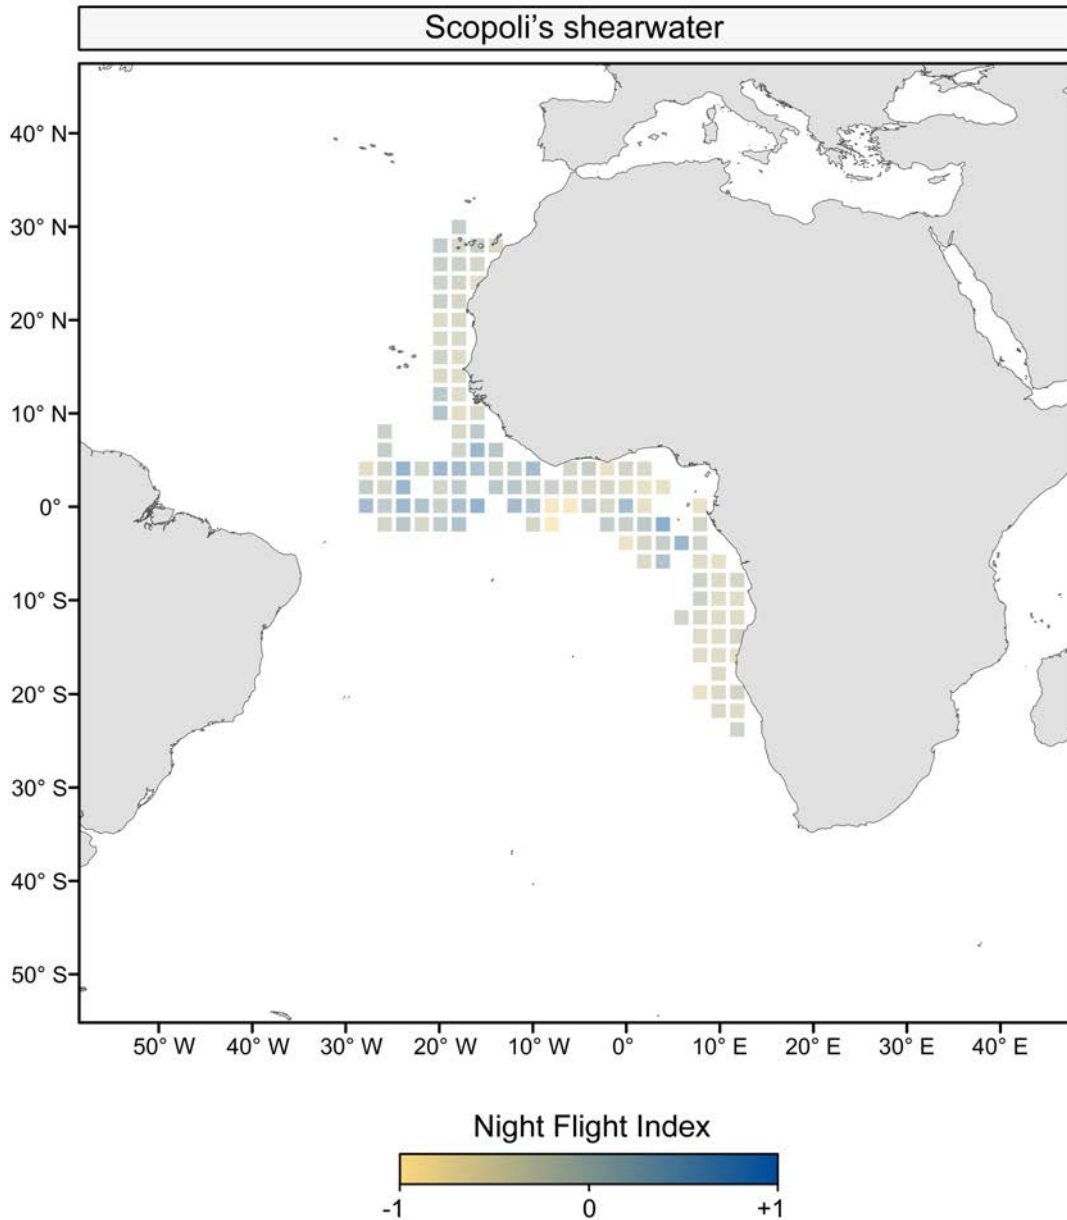 Scopoli's shearwater
40° N
30° N
20° N
10° N
0°
10° S
20° S
30° S
40° S
50° S
50° W 40° W 30° W 20° W 10° W 0° 10° E 20° E 30° E 40° E
Night Flight Index
-1 0 +1